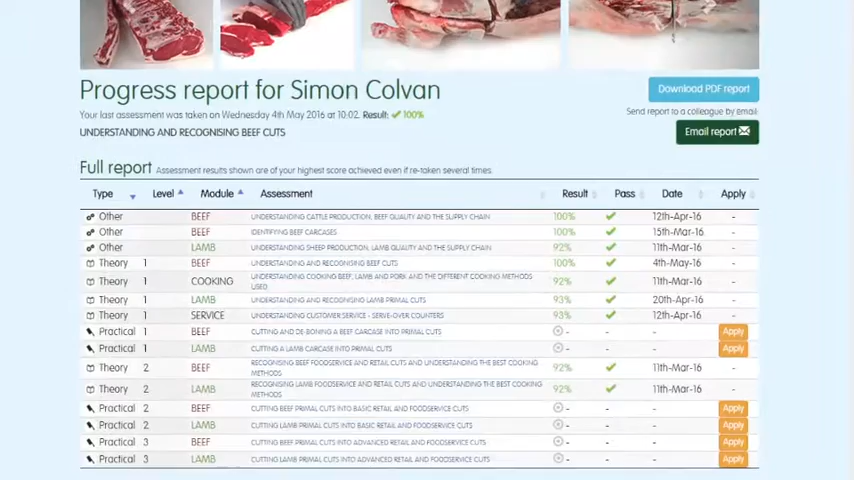 Progress report for Simon Colvan
Download PDF report
Your last assessment was taken on Wednesday 4th May 2016 at 10:02. Result: ✔ 100%
Send report to a colleague by email:
UNDERSTANDING AND RECOGNISING BEEF CUTS
Email report
Full report Assessment results shown are of your highest score achieved even if re-taken several times.
Type Level Module Assessment Result Pass Date Apply
Other BEEF UNDERSTANDING CATTLE PRODUCTION, BEEF QUALITY AND THE SUPPLY CHAIN 100% ✔ 12th-Apr-16 -
Other BEEF IDENTIFYING BEEF CARCASES 100% ✔ 15th-Mar-16 -
Other LAMB UNDERSTANDING SHEEP PRODUCTION, LAMB QUALITY AND THE SUPPLY CHAIN 92% ✔ 11th-Mar-16 -
Theory 1 BEEF UNDERSTANDING AND RECOGNISING BEEF CUTS 100% ✔ 4th-May-16 -
Theory 1 COOKING UNDERSTANDING COOKING BEEF, LAMB AND PORK AND THE DIFFERENT COOKING METHODS 92% ✔ 11th-Mar-16 -
USED
Theory 1 LAMB UNDERSTANDING AND RECOGNISING LAMB PRIMAL CUTS 93% ✔ 20th-Apr-16 -
Theory 1 SERVICE UNDERSTANDING CUSTOMER SERVICE - SERVE-OVER COUNTERS 93% ✔ 12th-Apr-16 -
Practical 1 BEEF CUTTING AND DE-BONING A BEEF CARCASE INTO PRIMAL CUTS - - - Apply
Practical 1 LAMB CUTTING A LAMB CARCASE INTO PRIMAL CUTS - - - Apply
Theory 2 BEEF RECOGNISING BEEF FOODSERVICE AND RETAIL CUTS AND UNDERSTANDING THE BEST COOKING 92% ✔ 11th-Mar-16 -
METHODS
Theory 2 LAMB RECOGNISING LAMB FOODSERVICE AND RETAIL CUTS AND UNDERSTANDING THE BEST COOKING 92% ✔ 11th-Mar-16 -
METHODS
Practical 2 BEEF CUTTING BEEF PRIMAL CUTS INTO BASIC RETAIL AND FOODSERVICE CUTS - - - Apply
Practical 2 LAMB CUTTING LAMB PRIMAL CUTS INTO BASIC RETAIL AND FOODSERVICE CUTS - - - Apply
Practical 3 BEEF CUTTING BEEF PRIMAL CUTS INTO ADVANCED RETAIL AND FOODSERVICE CUTS - - - Apply
Practical 3 LAMB CUTTING LAMB PRIMAL CUTS INTO ADVANCED RETAIL AND FOODSERVICE CUTS - - - Apply